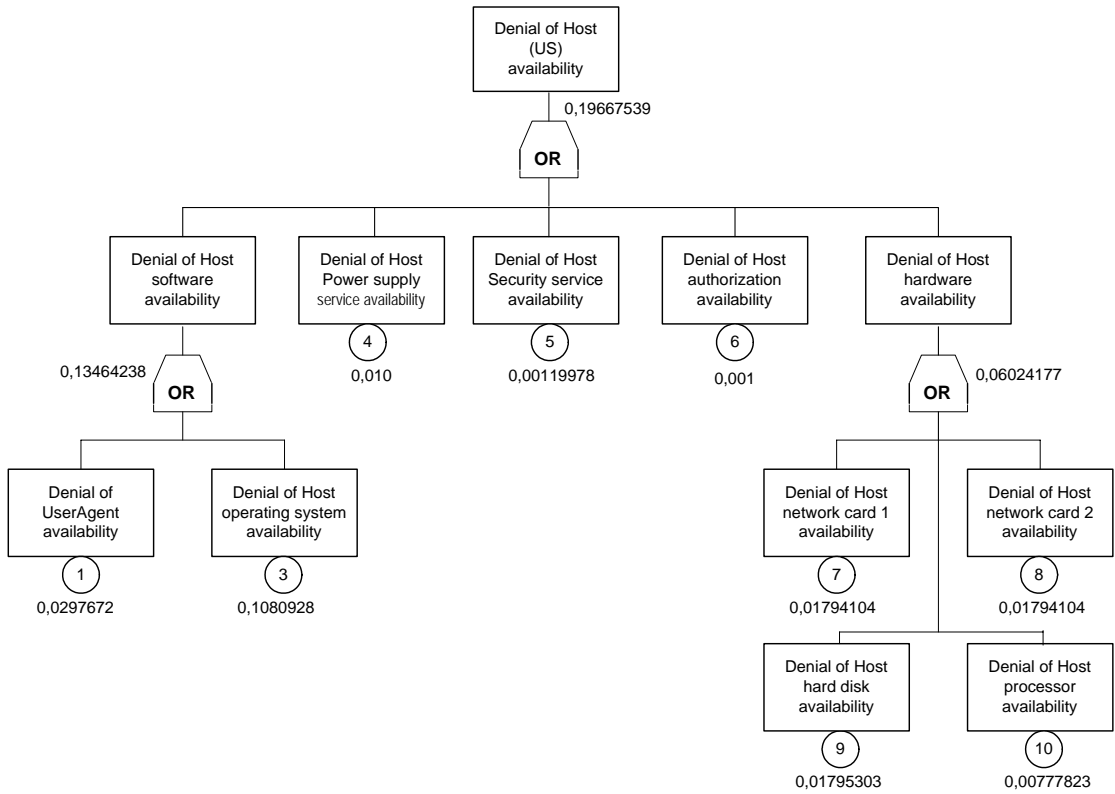 Denial of Host
(US)
availability
0,19667539
OR
Denial of Host
software
availability
Denial of Host
Power supply
service availability
Denial of Host
Security service
availability
Denial of Host
authorization
availability
Denial of Host
hardware
availability
4
5
6
0,010
0,00119978
0,001
0,13464238
OR
0,06024177
OR
Denial of
UserAgent
availability
Denial of Host
operating system
availability
Denial of Host
network card 1
availability
Denial of Host
network card 2
availability
1
3
7
8
0,0297672
0,1080928
0,01794104
0,01794104
Denial of Host
hard disk
availability
Denial of Host
processor
availability
9
10
0,01795303
0,00777823